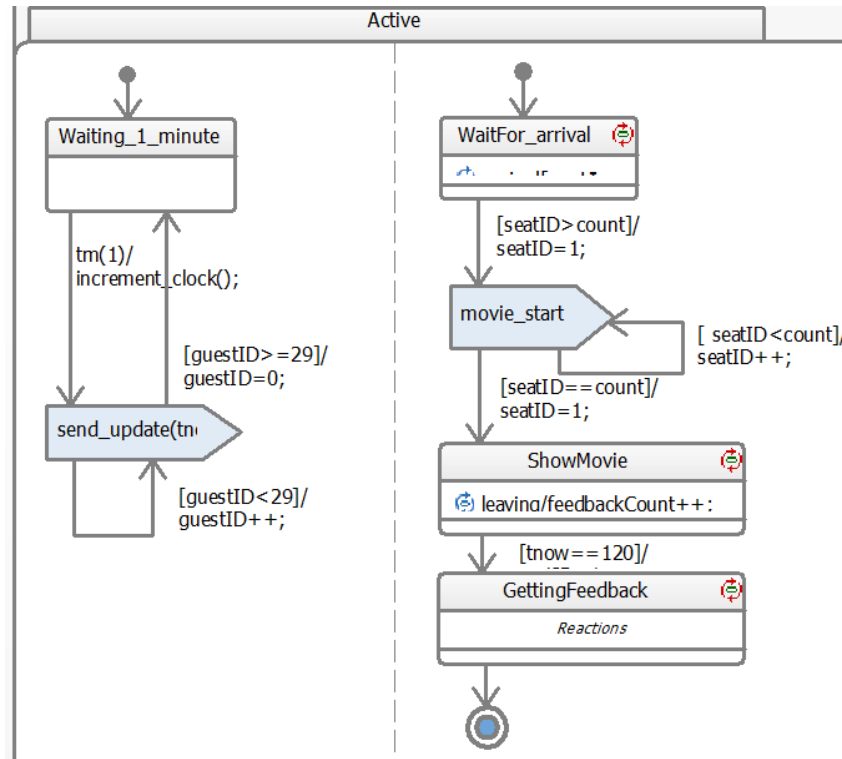 Active
Waiting_1_minute
tm(1)/
increment_clock();
[guestID>=29]/
guestID=0;
send_update(tno
[guestID<29]/
guestID++;
WaitFor_arrival
[seatID>count]/
seatID=1;
movie_start
[ seatID<count]/
seatID++;
[seatID==count]/
seatID=1;
ShowMovie
leaving/feedbackCount++;
[tnow==120]/
GettingFeedback
Reactions